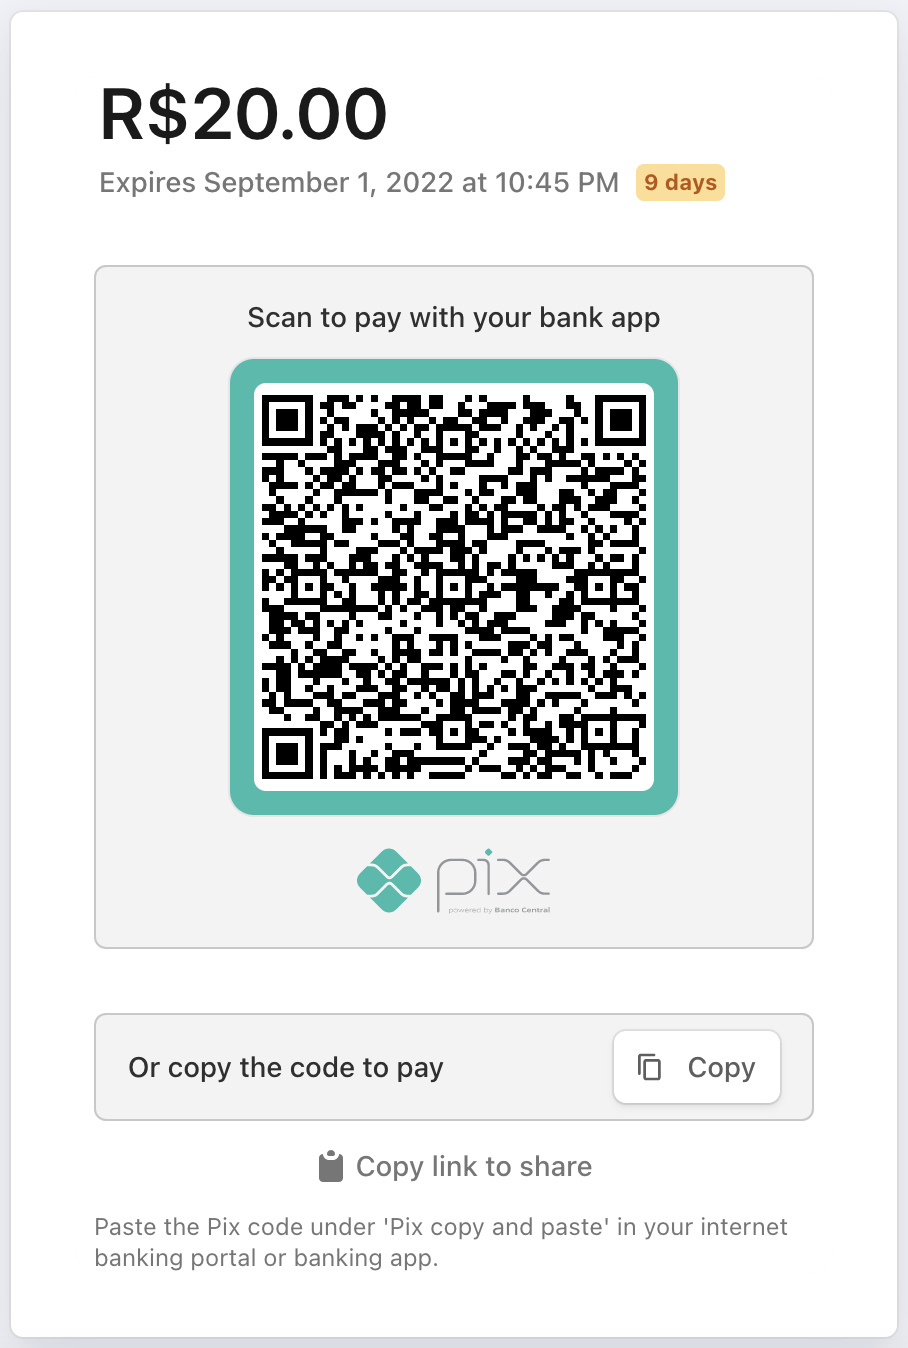 R$20.00
Expires September 1, 2022 at 10:45 PM 9 days
Scan to pay with your bank app
pix
powered by Banco Central
Or copy the code to pay Copy
Copy link to share
Paste the Pix code under 'Pix copy and paste' in your internet
banking portal or banking app.